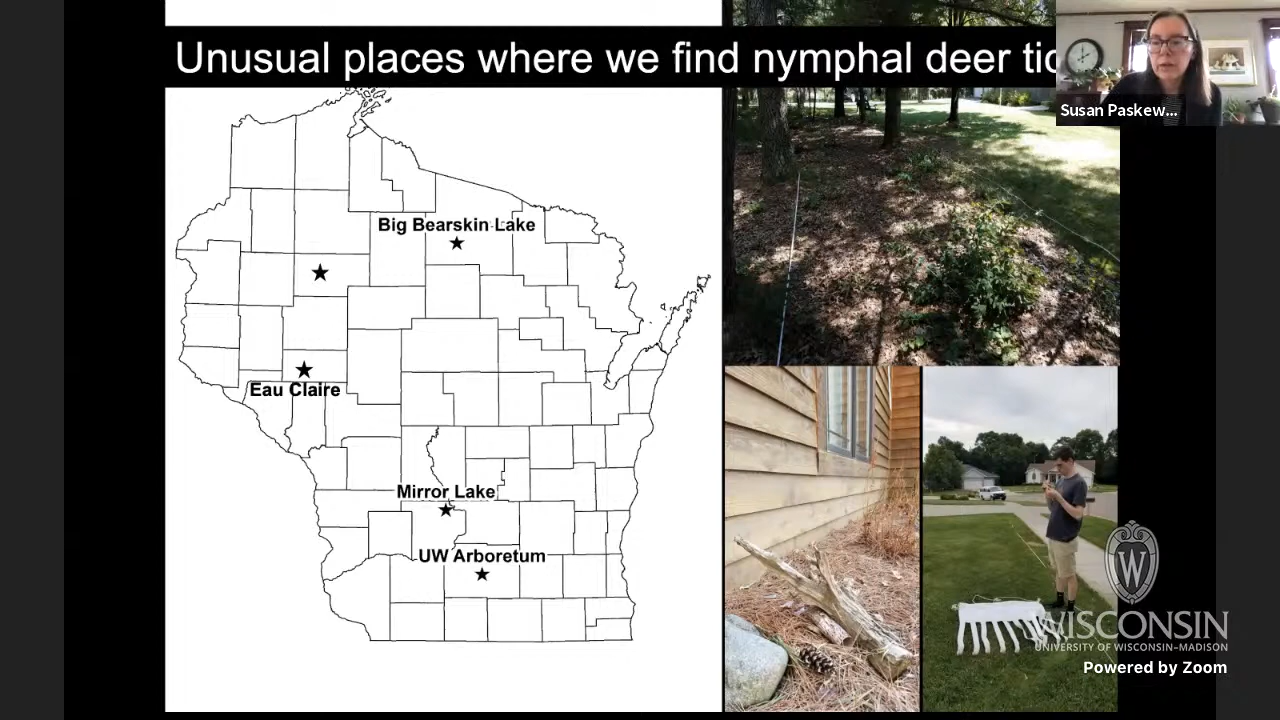 Unusual places where we find nymphal deer
Susan Paskew...
Big Bearskin Lake
Eau Claire
Mirror Lake
UW Arboretum
W
WISCONSIN
UNIVERSITY OF WISCONSIN–MADISON
Powered by Zoom